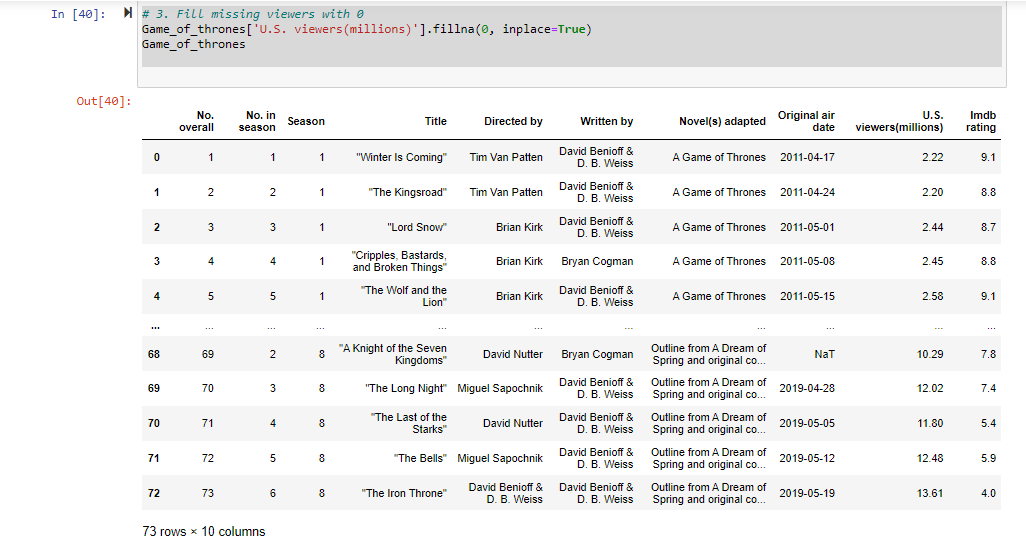 In [40]:
# 3. Fill missing viewers with 0
Game_of_thrones['U.S. viewers(millions)'].fillna(0, inplace=True)
Game_of_thrones
Out[40]:
No. overall No. in season Season Title Directed by Written by Novel(s) adapted Original air date U.S. viewers(millions) Imdb rating
0 1 1 1 "Winter Is Coming" Tim Van Patten David Benioff & D. B. Weiss A Game of Thrones 2011-04-17 2.22 9.1
1 2 2 1 "The Kingsroad" Tim Van Patten David Benioff & D. B. Weiss A Game of Thrones 2011-04-24 2.20 8.8
2 3 3 1 "Lord Snow" Brian Kirk David Benioff & D. B. Weiss A Game of Thrones 2011-05-01 2.44 8.7
3 4 4 1 "Cripples, Bastards, and Broken Things" Brian Kirk Bryan Cogman A Game of Thrones 2011-05-08 2.45 8.8
4 5 5 1 "The Wolf and the Lion" Brian Kirk David Benioff & D. B. Weiss A Game of Thrones 2011-05-15 2.58 9.1
... ... ... ... ... ... ... ... ... ... ...
68 69 2 8 "A Knight of the Seven Kingdoms" David Nutter Bryan Cogman Outline from A Dream of Spring and original co... NaT 10.29 7.8
69 70 3 8 "The Long Night" Miguel Sapochnik David Benioff & D. B. Weiss Outline from A Dream of Spring and original co... 2019-04-28 12.02 7.4
70 71 4 8 "The Last of the Starks" David Nutter David Benioff & D. B. Weiss Outline from A Dream of Spring and original co... 2019-05-05 11.80 5.4
71 72 5 8 "The Bells" Miguel Sapochnik David Benioff & D. B. Weiss Outline from A Dream of Spring and original co... 2019-05-12 12.48 5.9
72 73 6 8 "The Iron Throne" David Benioff & D. B. Weiss David Benioff & D. B. Weiss Outline from A Dream of Spring and original co... 2019-05-19 13.61 4.0
73 rows × 10 columns